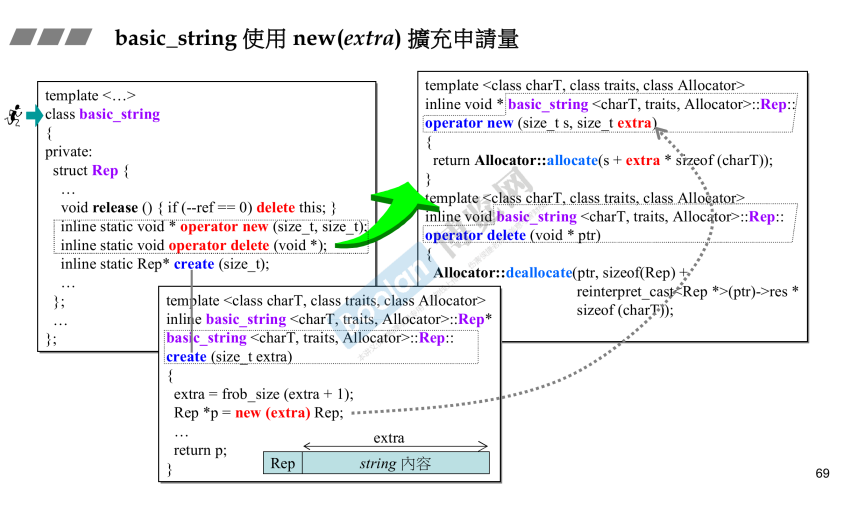 basic_string 使用 new(extra) 擴充申請量
template <…>
class basic_string
{
private:
struct Rep {
…
void release () { if (--ref == 0) delete this; }
inline static void * operator new (size_t, size_t);
inline static void operator delete (void *);
inline static Rep* create (size_t);
…
};
…
};
template <class charT, class traits, class Allocator>
inline void * basic_string <charT, traits, Allocator>::Rep::
operator new (size_t s, size_t extra)
{
return Allocator::allocate(s + extra * sizeof (charT));
}
template <class charT, class traits, class Allocator>
inline void basic_string <charT, traits, Allocator>::Rep::
operator delete (void * ptr)
{
Allocator::deallocate(ptr, sizeof(Rep) +
reinterpret_cast<Rep *>(ptr)->res *
sizeof (charT));
}
template <class charT, class traits, class Allocator>
inline basic_string <charT, traits, Allocator>::Rep*
basic_string <charT, traits, Allocator>::Rep::
create (size_t extra)
{
extra = frob_size (extra + 1);
Rep *p = new (extra) Rep;
…
return p;
}
extra
Rep string 內容
boolan 博览网
69